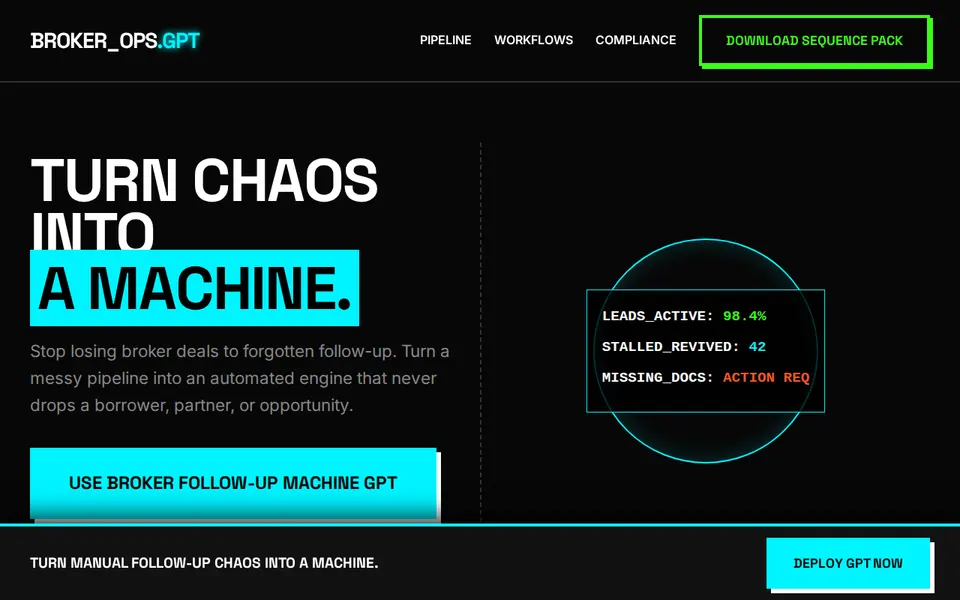 BROKER_OPS.GPT
PIPELINE
WORKFLOWS
COMPLIANCE
DOWNLOAD SEQUENCE PACK
TURN CHAOS
INTO
A MACHINE.
Stop losing broker deals to forgotten follow-up. Turn a
messy pipeline into an automated engine that never
drops a borrower, partner, or opportunity.
USE BROKER FOLLOW-UP MACHINE GPT
LEADS_ACTIVE: 98.4%
STALLED_REVIVED: 42
MISSING_DOCS: ACTION REQ
TURN MANUAL FOLLOW-UP CHAOS INTO A MACHINE.
DEPLOY GPT NOW